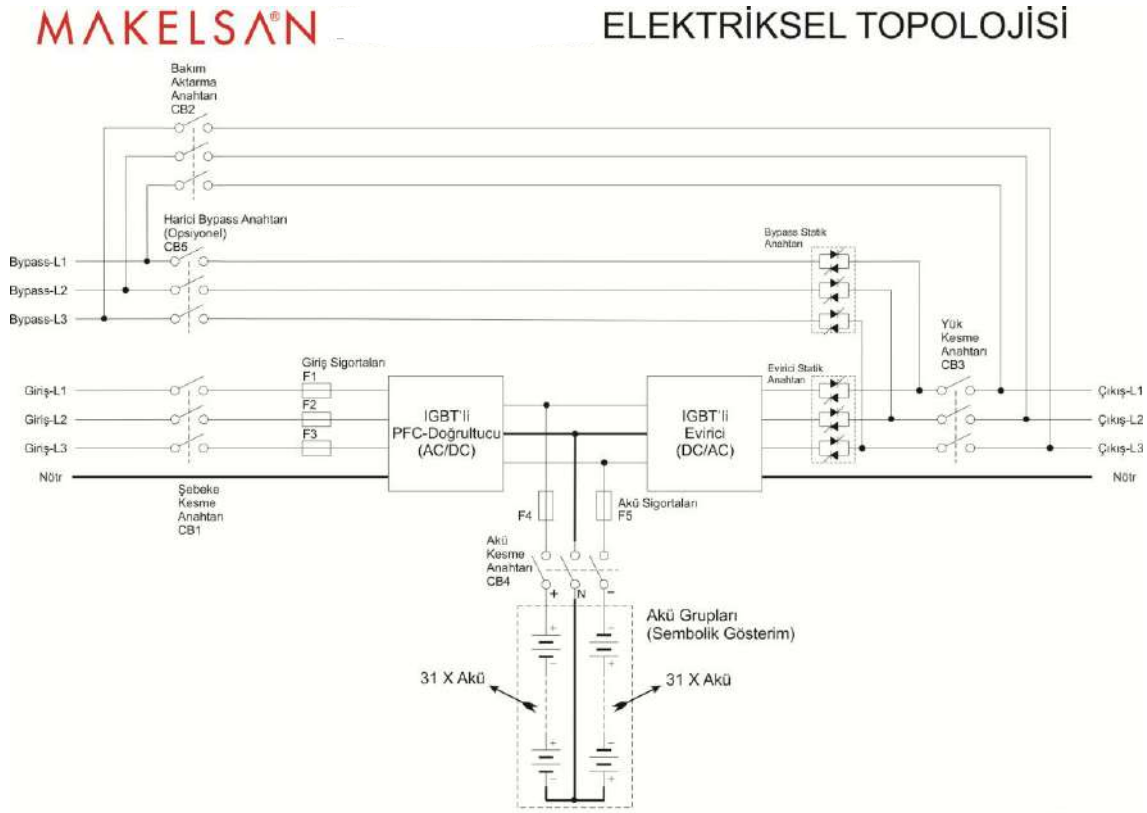 MAKELSAN®
ELEKTRİKSEL TOPOLOJİSİ
Bakım
Aktarma
Anahtarı
CB2
Harici Bypass Anahtarı
(Opsiyonel)
CB5
Bypass Statik
Anahtarı
Bypass-L1
Bypass-L2
Bypass-L3
Yük
Kesme
Anahtarı
CB3
Giriş Sigortaları
F1
F2
F3
Evirici Statik
Anahtarı
Giriş-L1
Giriş-L2
Giriş-L3
Nötr
IGBT'li
PFC-Doğrultucu
(AC/DC)
IGBT'li
Evirici
(DC/AC)
Çıkış-L1
Çıkış-L2
Çıkış-L3
Nötr
Şebeke
Kesme
Anahtarı
CB1
F4
Akü Sigortaları
F5
Akü
Kesme
Anahtarı
CB4
+ N -
Akü Grupları
(Sembolik Gösterim)
+ -
- +
31 X Akü
31 X Akü
+ -
- +